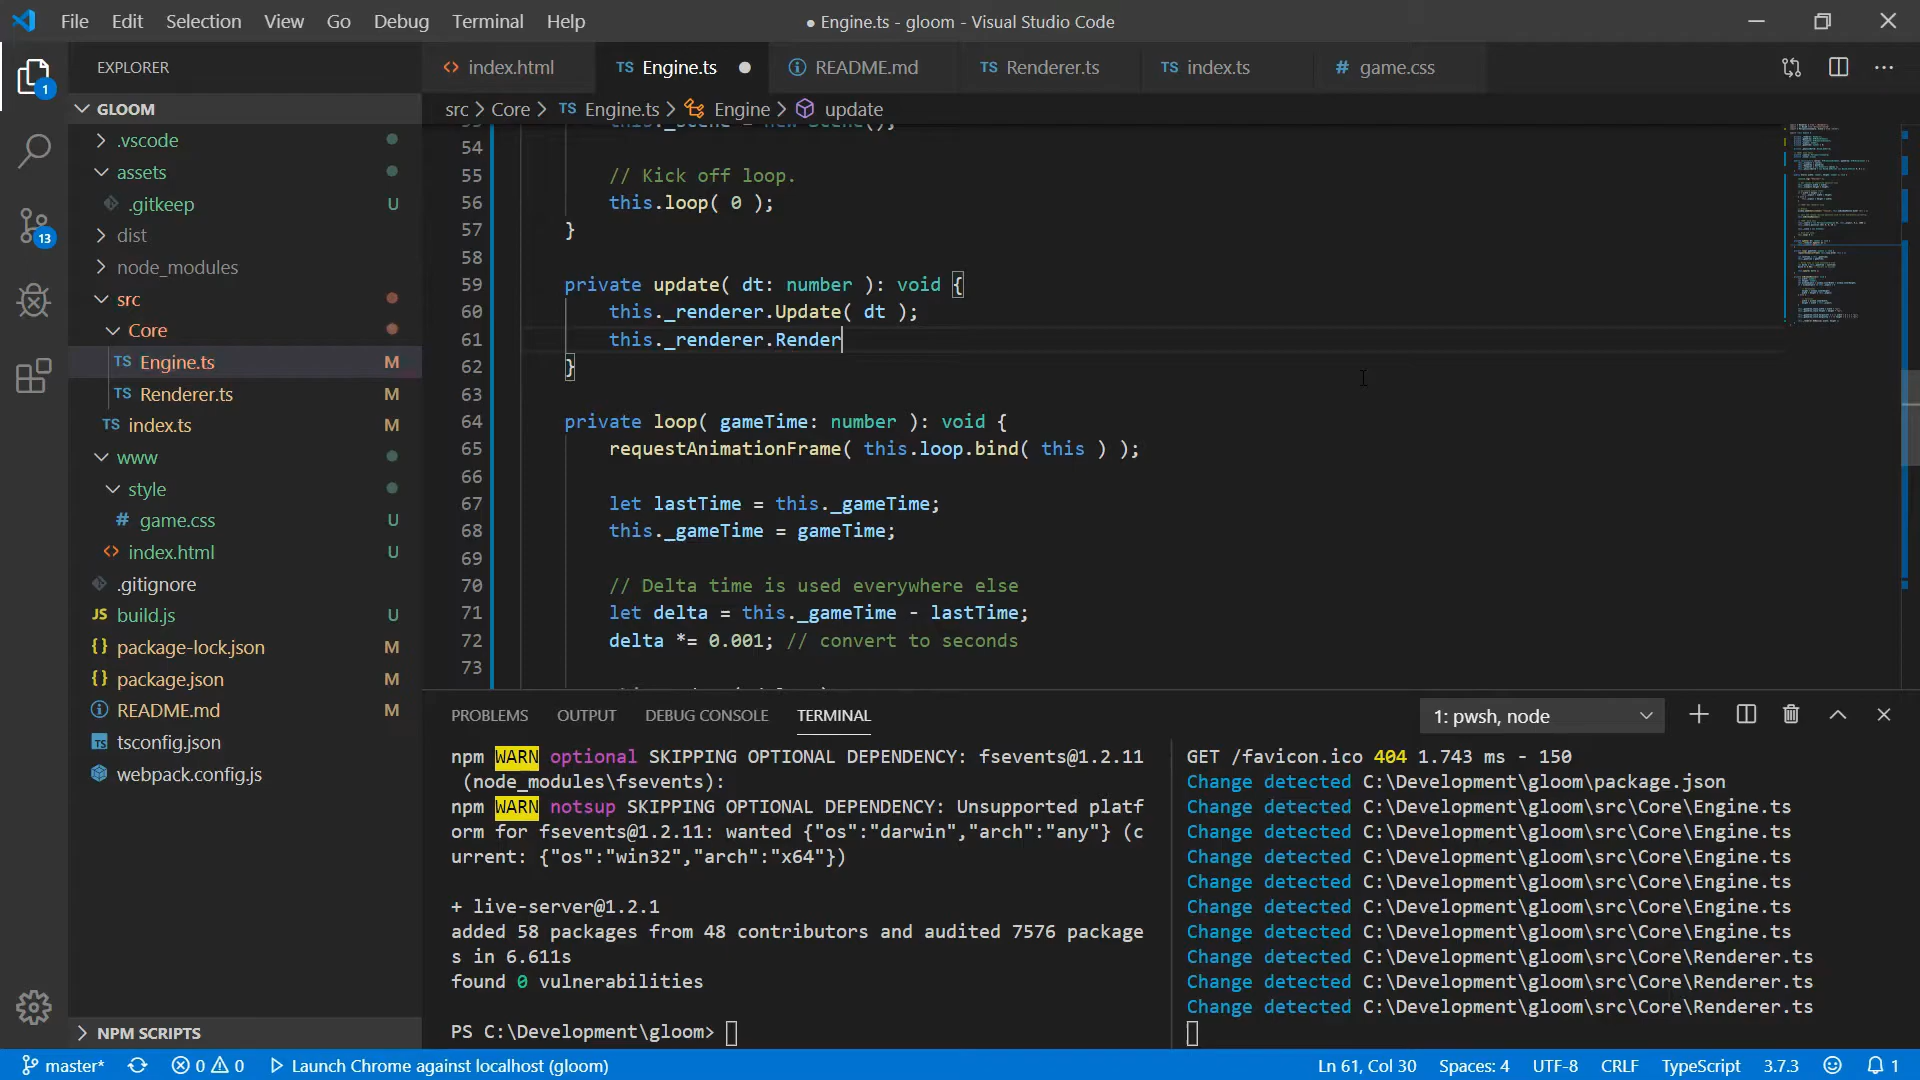 File Edit Selection View Go Debug Terminal Help
● Engine.ts - gloom - Visual Studio Code
EXPLORER
<> index.html
TS Engine.ts ●
README.md
TS Renderer.ts
TS index.ts
# game.css
GLOOM
src > Core > TS Engine.ts > Engine > update
.vscode
assets
.gitkeep U
dist
node_modules
src
Core
TS Engine.ts M
TS Renderer.ts M
TS index.ts M
www
style
# game.css U
<> index.html U
.gitignore
JS build.js U
{} package-lock.json M
{} package.json M
README.md M
tsconfig.json
webpack.config.js
NPM SCRIPTS
1
13
54
55 // Kick off loop.
56 this.loop( 0 );
57 }
58
59 private update( dt: number ): void {
60 this._renderer.Update( dt );
61 this._renderer.Render
62 }
63
64 private loop( gameTime: number ): void {
65 requestAnimationFrame( this.loop.bind( this ) );
66
67 let lastTime = this._gameTime;
68 this._gameTime = gameTime;
69
70 // Delta time is used everywhere else
71 let delta = this._gameTime - lastTime;
72 delta *= 0.001; // convert to seconds
73
PROBLEMS OUTPUT DEBUG CONSOLE TERMINAL
1: pwsh, node
npm WARN optional SKIPPING OPTIONAL DEPENDENCY: fsevents@1.2.11
(node_modules\fsevents):
npm WARN notsup SKIPPING OPTIONAL DEPENDENCY: Unsupported platf
orm for fsevents@1.2.11: wanted {"os":"darwin","arch":"any"} (c
urrent: {"os":"win32","arch":"x64"})
+ live-server@1.2.1
added 58 packages from 48 contributors and audited 7576 package
s in 6.611s
found 0 vulnerabilities
PS C:\Development\gloom>
GET /favicon.ico 404 1.743 ms - 150
Change detected C:\Development\gloom\package.json
Change detected C:\Development\gloom\src\Core\Engine.ts
Change detected C:\Development\gloom\src\Core\Engine.ts
Change detected C:\Development\gloom\src\Core\Engine.ts
Change detected C:\Development\gloom\src\Core\Engine.ts
Change detected C:\Development\gloom\src\Core\Engine.ts
Change detected C:\Development\gloom\src\Core\Engine.ts
Change detected C:\Development\gloom\src\Core\Renderer.ts
Change detected C:\Development\gloom\src\Core\Renderer.ts
Change detected C:\Development\gloom\src\Core\Renderer.ts
master* 0 0 Launch Chrome against localhost (gloom)
Ln 61, Col 30 Spaces: 4 UTF-8 CRLF TypeScript 3.7.3 1